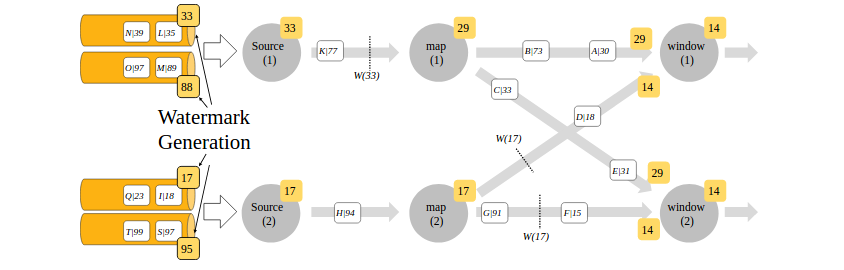 33
N|39
L|35
O|97
M|89
88
Watermark
Generation
17
Q|23
I|18
T|99
S|97
95
33
Source
(1)
K|77
W(33)
29
map
(1)
B|73
A|30
29
14
window
(1)
C|33
D|18
14
W(17)
E|31
29
17
Source
(2)
H|94
17
map
(2)
G|91
F|15
W(17)
14
14
window
(2)